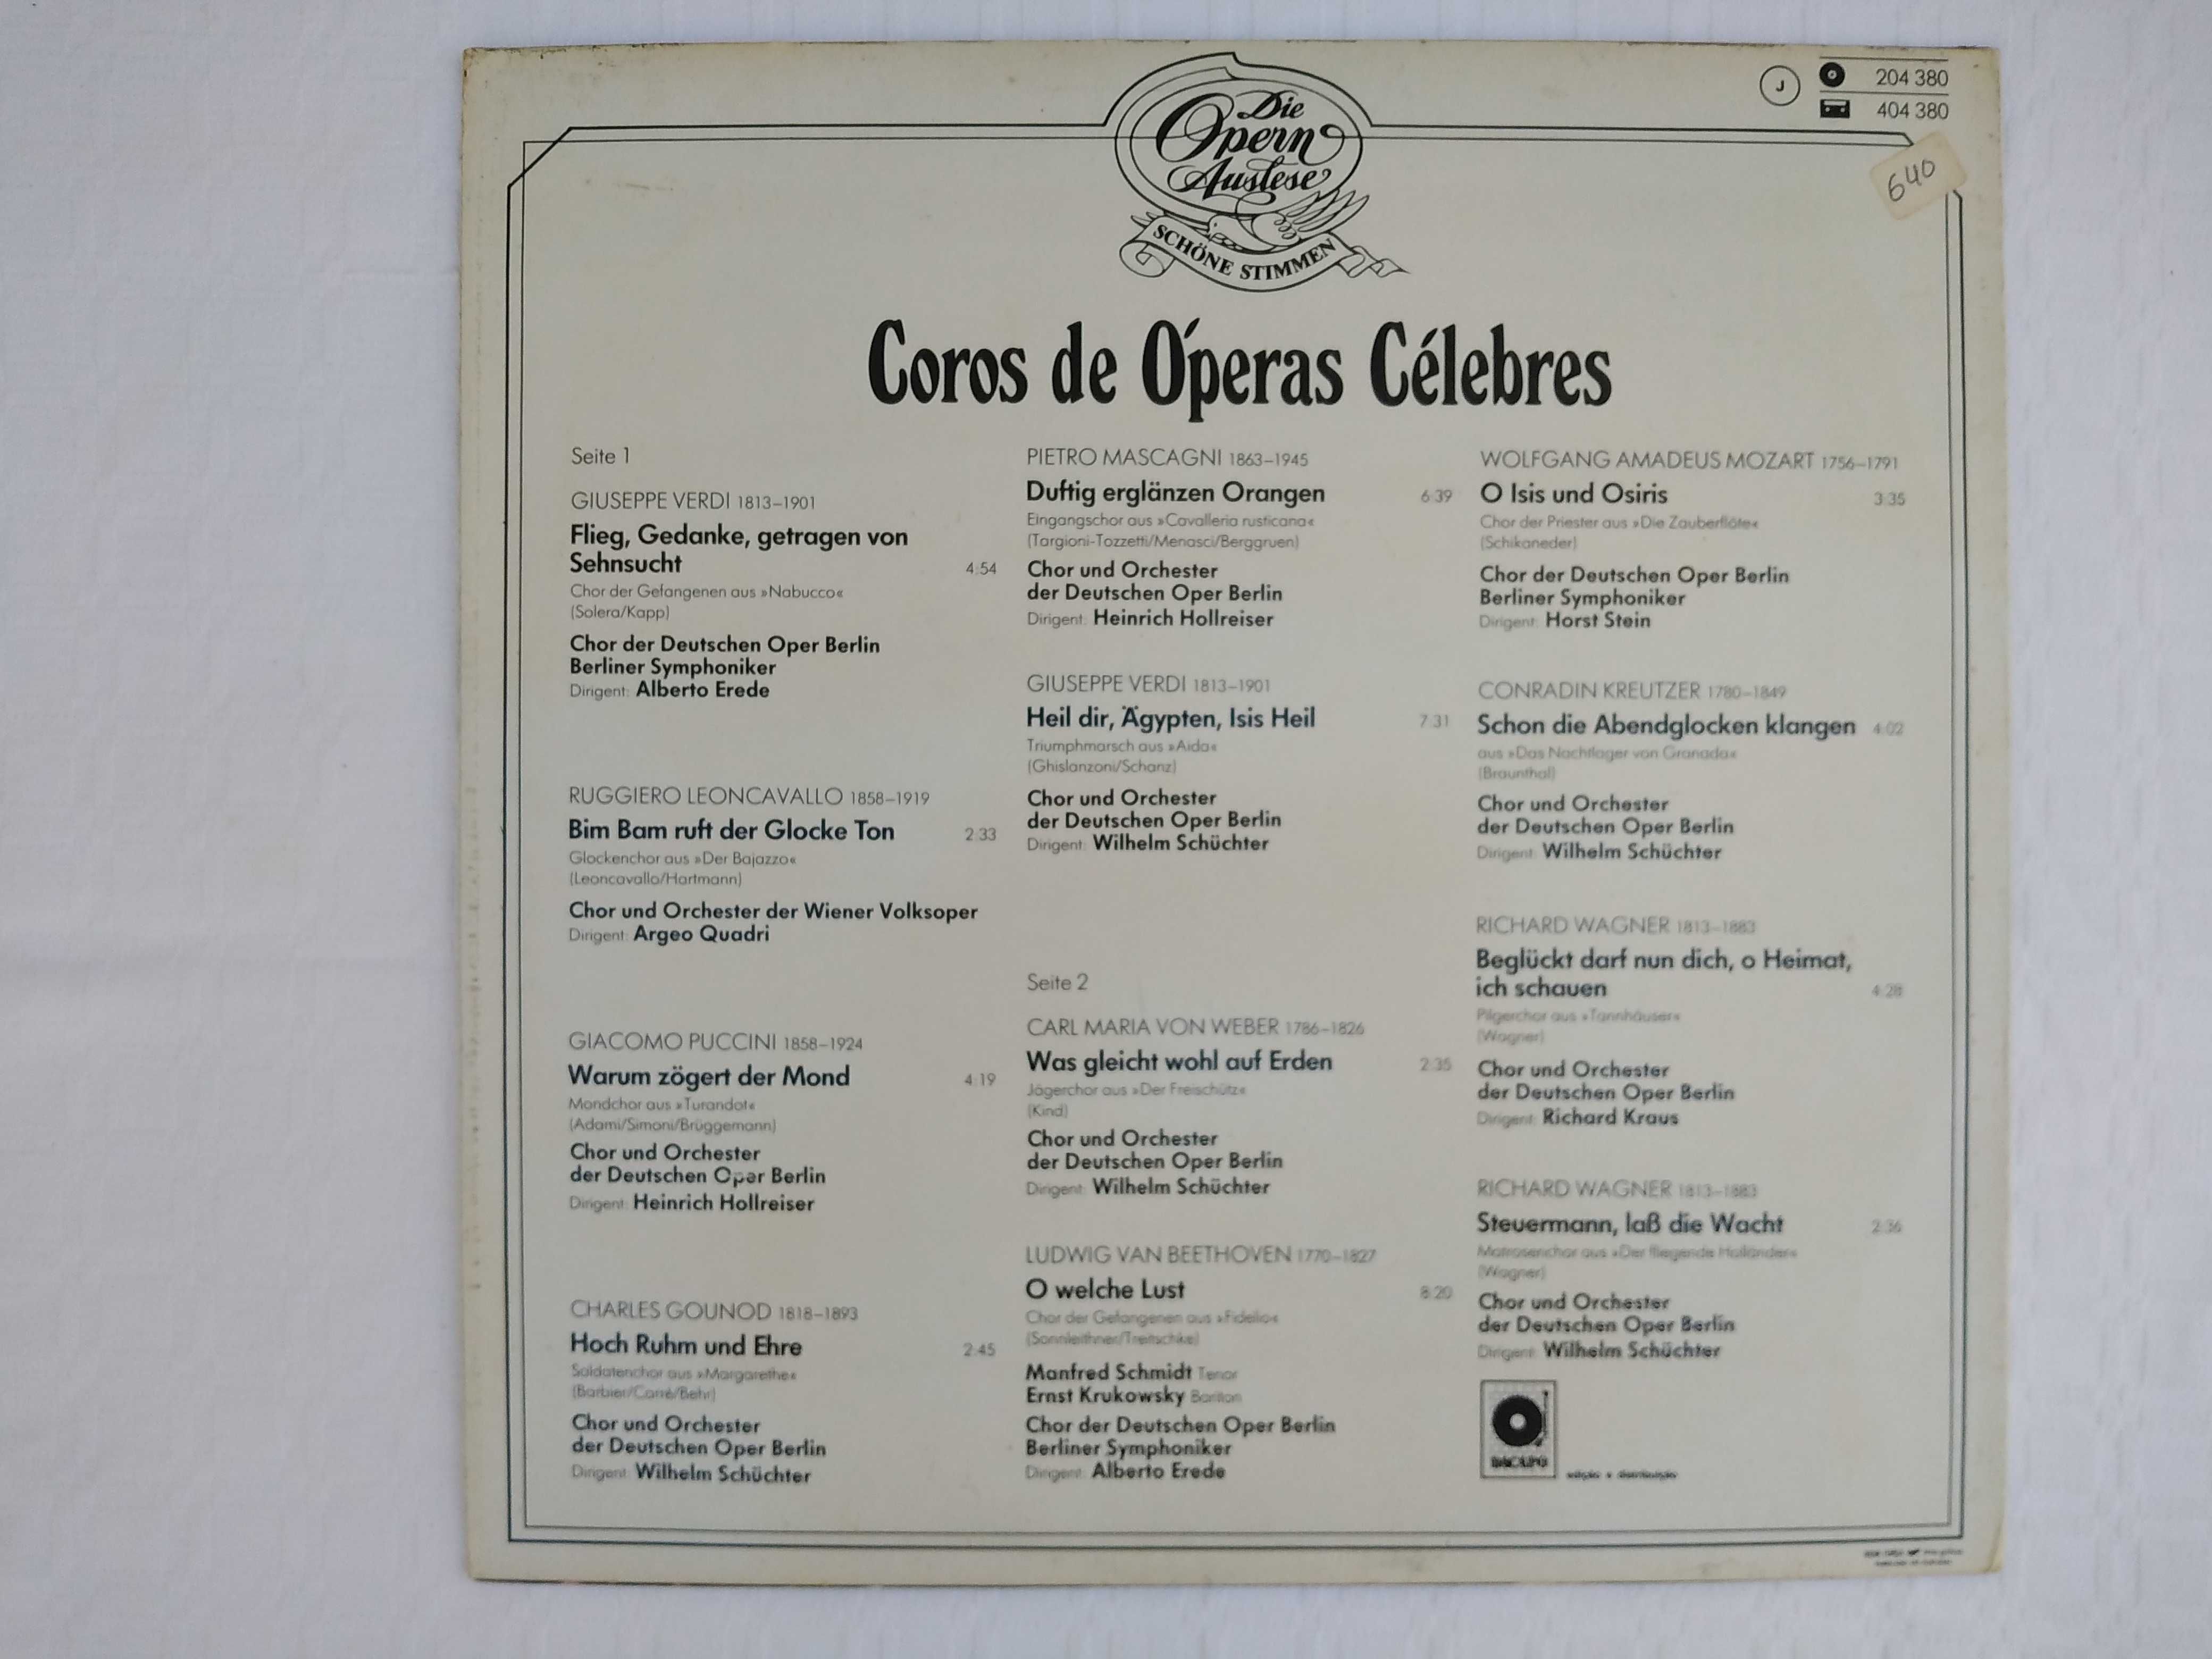 J
204 380
404 380
640
Die
Opern
Auslese
SCHÖNE STIMMEN
Coros de Óperas Célebres
Seite 1
GIUSEPPE VERDI 1813–1901
Flieg, Gedanke, getragen von
Sehnsucht 4:54
Chor der Gefangenen aus »Nabucco«
(Solera/Kapp)
Chor der Deutschen Oper Berlin
Berliner Symphoniker
Dirigent: Alberto Erede
RUGGIERO LEONCAVALLO 1858–1919
Bim Bam ruft der Glocke Ton 2:33
Glockenchor aus »Der Bajazzo«
(Leoncavallo/Hartmann)
Chor und Orchester der Wiener Volksoper
Dirigent: Argeo Quadri
GIACOMO PUCCINI 1858–1924
Warum zögert der Mond 4:19
Mondchor aus »Turandot«
(Adami/Simoni/Brüggemann)
Chor und Orchester
der Deutschen Oper Berlin
Dirigent: Heinrich Hollreiser
CHARLES GOUNOD 1818–1893
Hoch Ruhm und Ehre 2:45
Soldatenchor aus »Margarethe«
(Barbier/Carré/Behr)
Chor und Orchester
der Deutschen Oper Berlin
Dirigent: Wilhelm Schüchter
PIETRO MASCAGNI 1863–1945
Duftig erglänzen Orangen 6:39
Eingangschor aus »Cavalleria rusticana«
(Targioni-Tozzetti/Menasci/Berggruen)
Chor und Orchester
der Deutschen Oper Berlin
Dirigent: Heinrich Hollreiser
GIUSEPPE VERDI 1813–1901
Heil dir, Ägypten, Isis Heil 7:31
Triumphmarsch aus »Aida«
(Ghislanzoni/Schanz)
Chor und Orchester
der Deutschen Oper Berlin
Dirigent: Wilhelm Schüchter
Seite 2
CARL MARIA VON WEBER 1786–1826
Was gleicht wohl auf Erden 2:35
Jägerchor aus »Der Freischütz«
(Kind)
Chor und Orchester
der Deutschen Oper Berlin
Dirigent: Wilhelm Schüchter
LUDWIG VAN BEETHOVEN 1770–1827
O welche Lust 8:20
Chor der Gefangenen aus »Fidelio«
(Sonnleithner/Treitschke)
Manfred Schmidt Tenor
Ernst Krukowsky Bariton
Chor der Deutschen Oper Berlin
Berliner Symphoniker
Dirigent: Alberto Erede
WOLFGANG AMADEUS MOZART 1756–1791
O Isis und Osiris 3:35
Chor der Priester aus »Die Zauberflöte«
(Schikaneder)
Chor der Deutschen Oper Berlin
Berliner Symphoniker
Dirigent: Horst Stein
CONRADIN KREUTZER 1780–1849
Schon die Abendglocken klangen 4:02
aus »Das Nachtlager von Granada«
(Braunthal)
Chor und Orchester
der Deutschen Oper Berlin
Dirigent: Wilhelm Schüchter
RICHARD WAGNER 1813–1883
Beglückt darf nun dich, o Heimat,
ich schauen 4:28
Pilgerchor aus »Tannhäuser«
(Wagner)
Chor und Orchester
der Deutschen Oper Berlin
Dirigent: Richard Kraus
RICHARD WAGNER 1813–1883
Steuermann, laß die Wacht 2:36
Matrosenchor aus »Der fliegende Holländer«
(Wagner)
Chor und Orchester
der Deutschen Oper Berlin
Dirigent: Wilhelm Schüchter